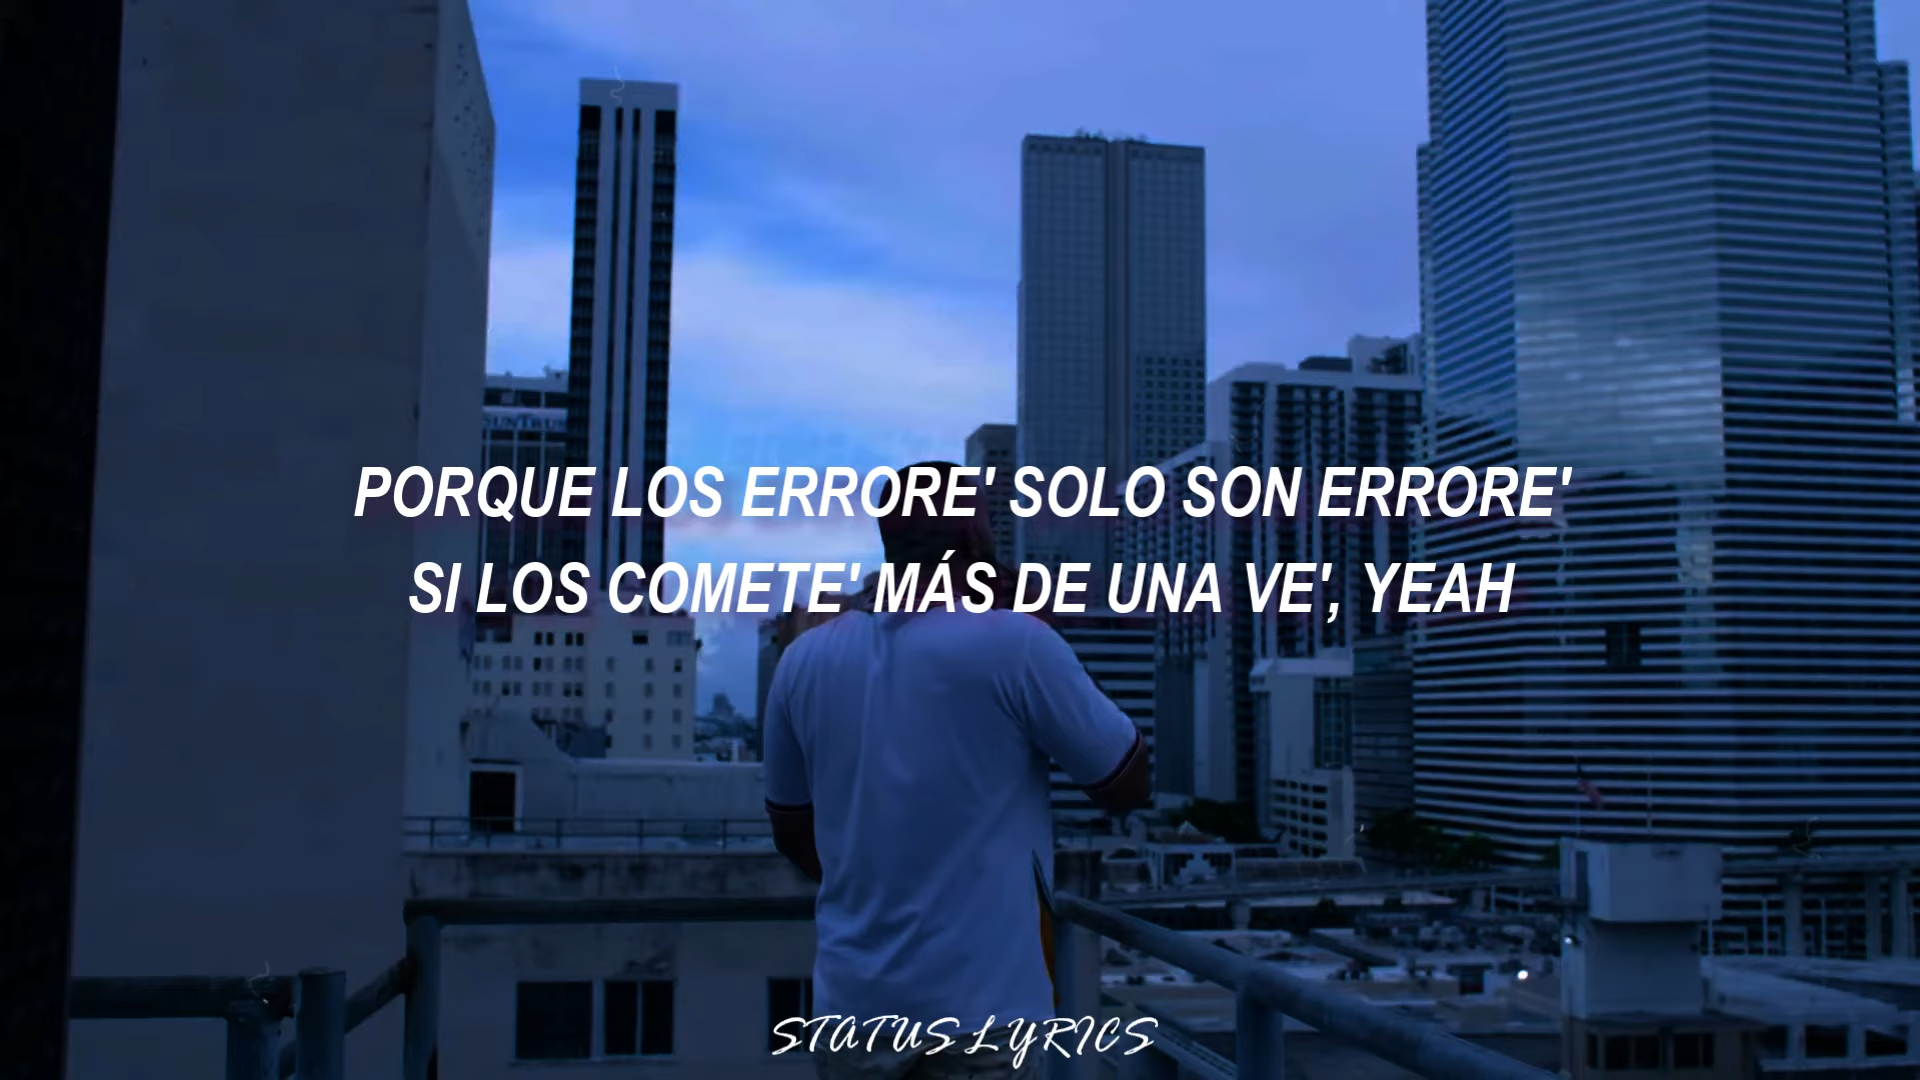 PORQUE LOS ERRORE' SOLO SON ERRORE'
SI LOS COMETE' MÁS DE UNA VE', YEAH
STATUS LYRICS